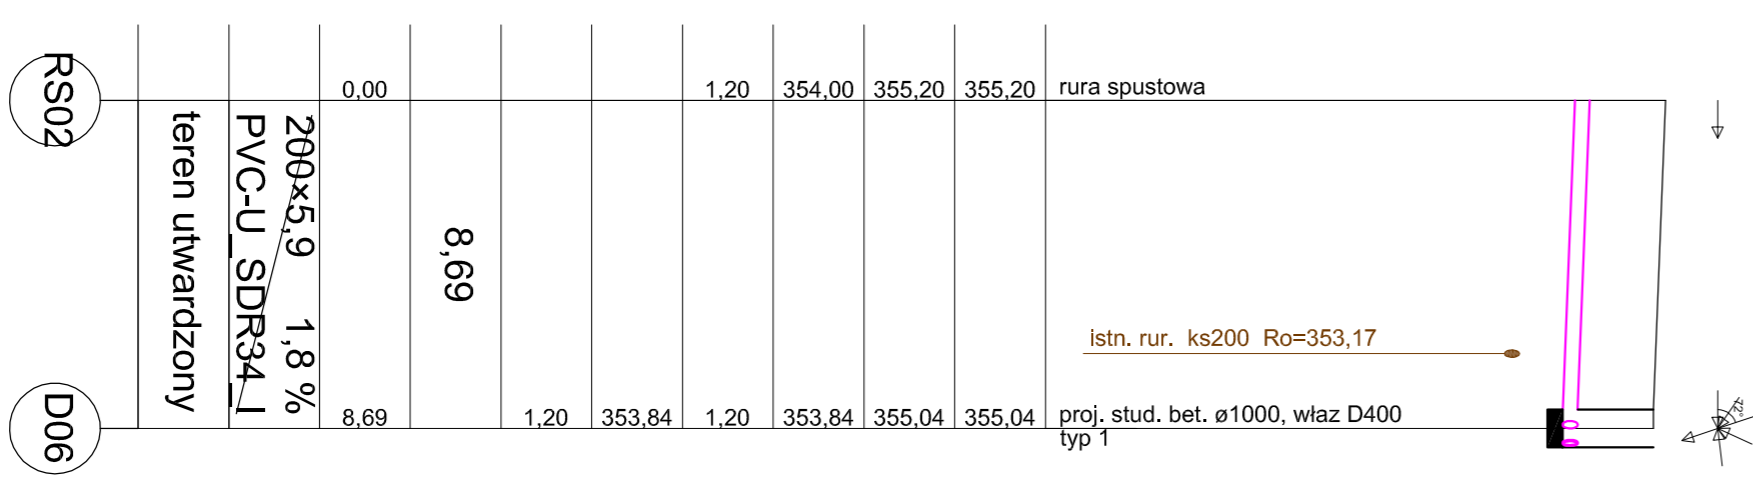 RS02
0,00
1,20
354,00
355,20
355,20
rura spustowa
teren utwardzony
PVC-U_SDR34_l
200×5,9 1,8 %
8,69
istn. rur. ks200 Ro=353,17
D06
8,69
1,20
353,84
1,20
353,84
355,04
355,04
proj. stud. bet. ø1000, właz D400
typ 1